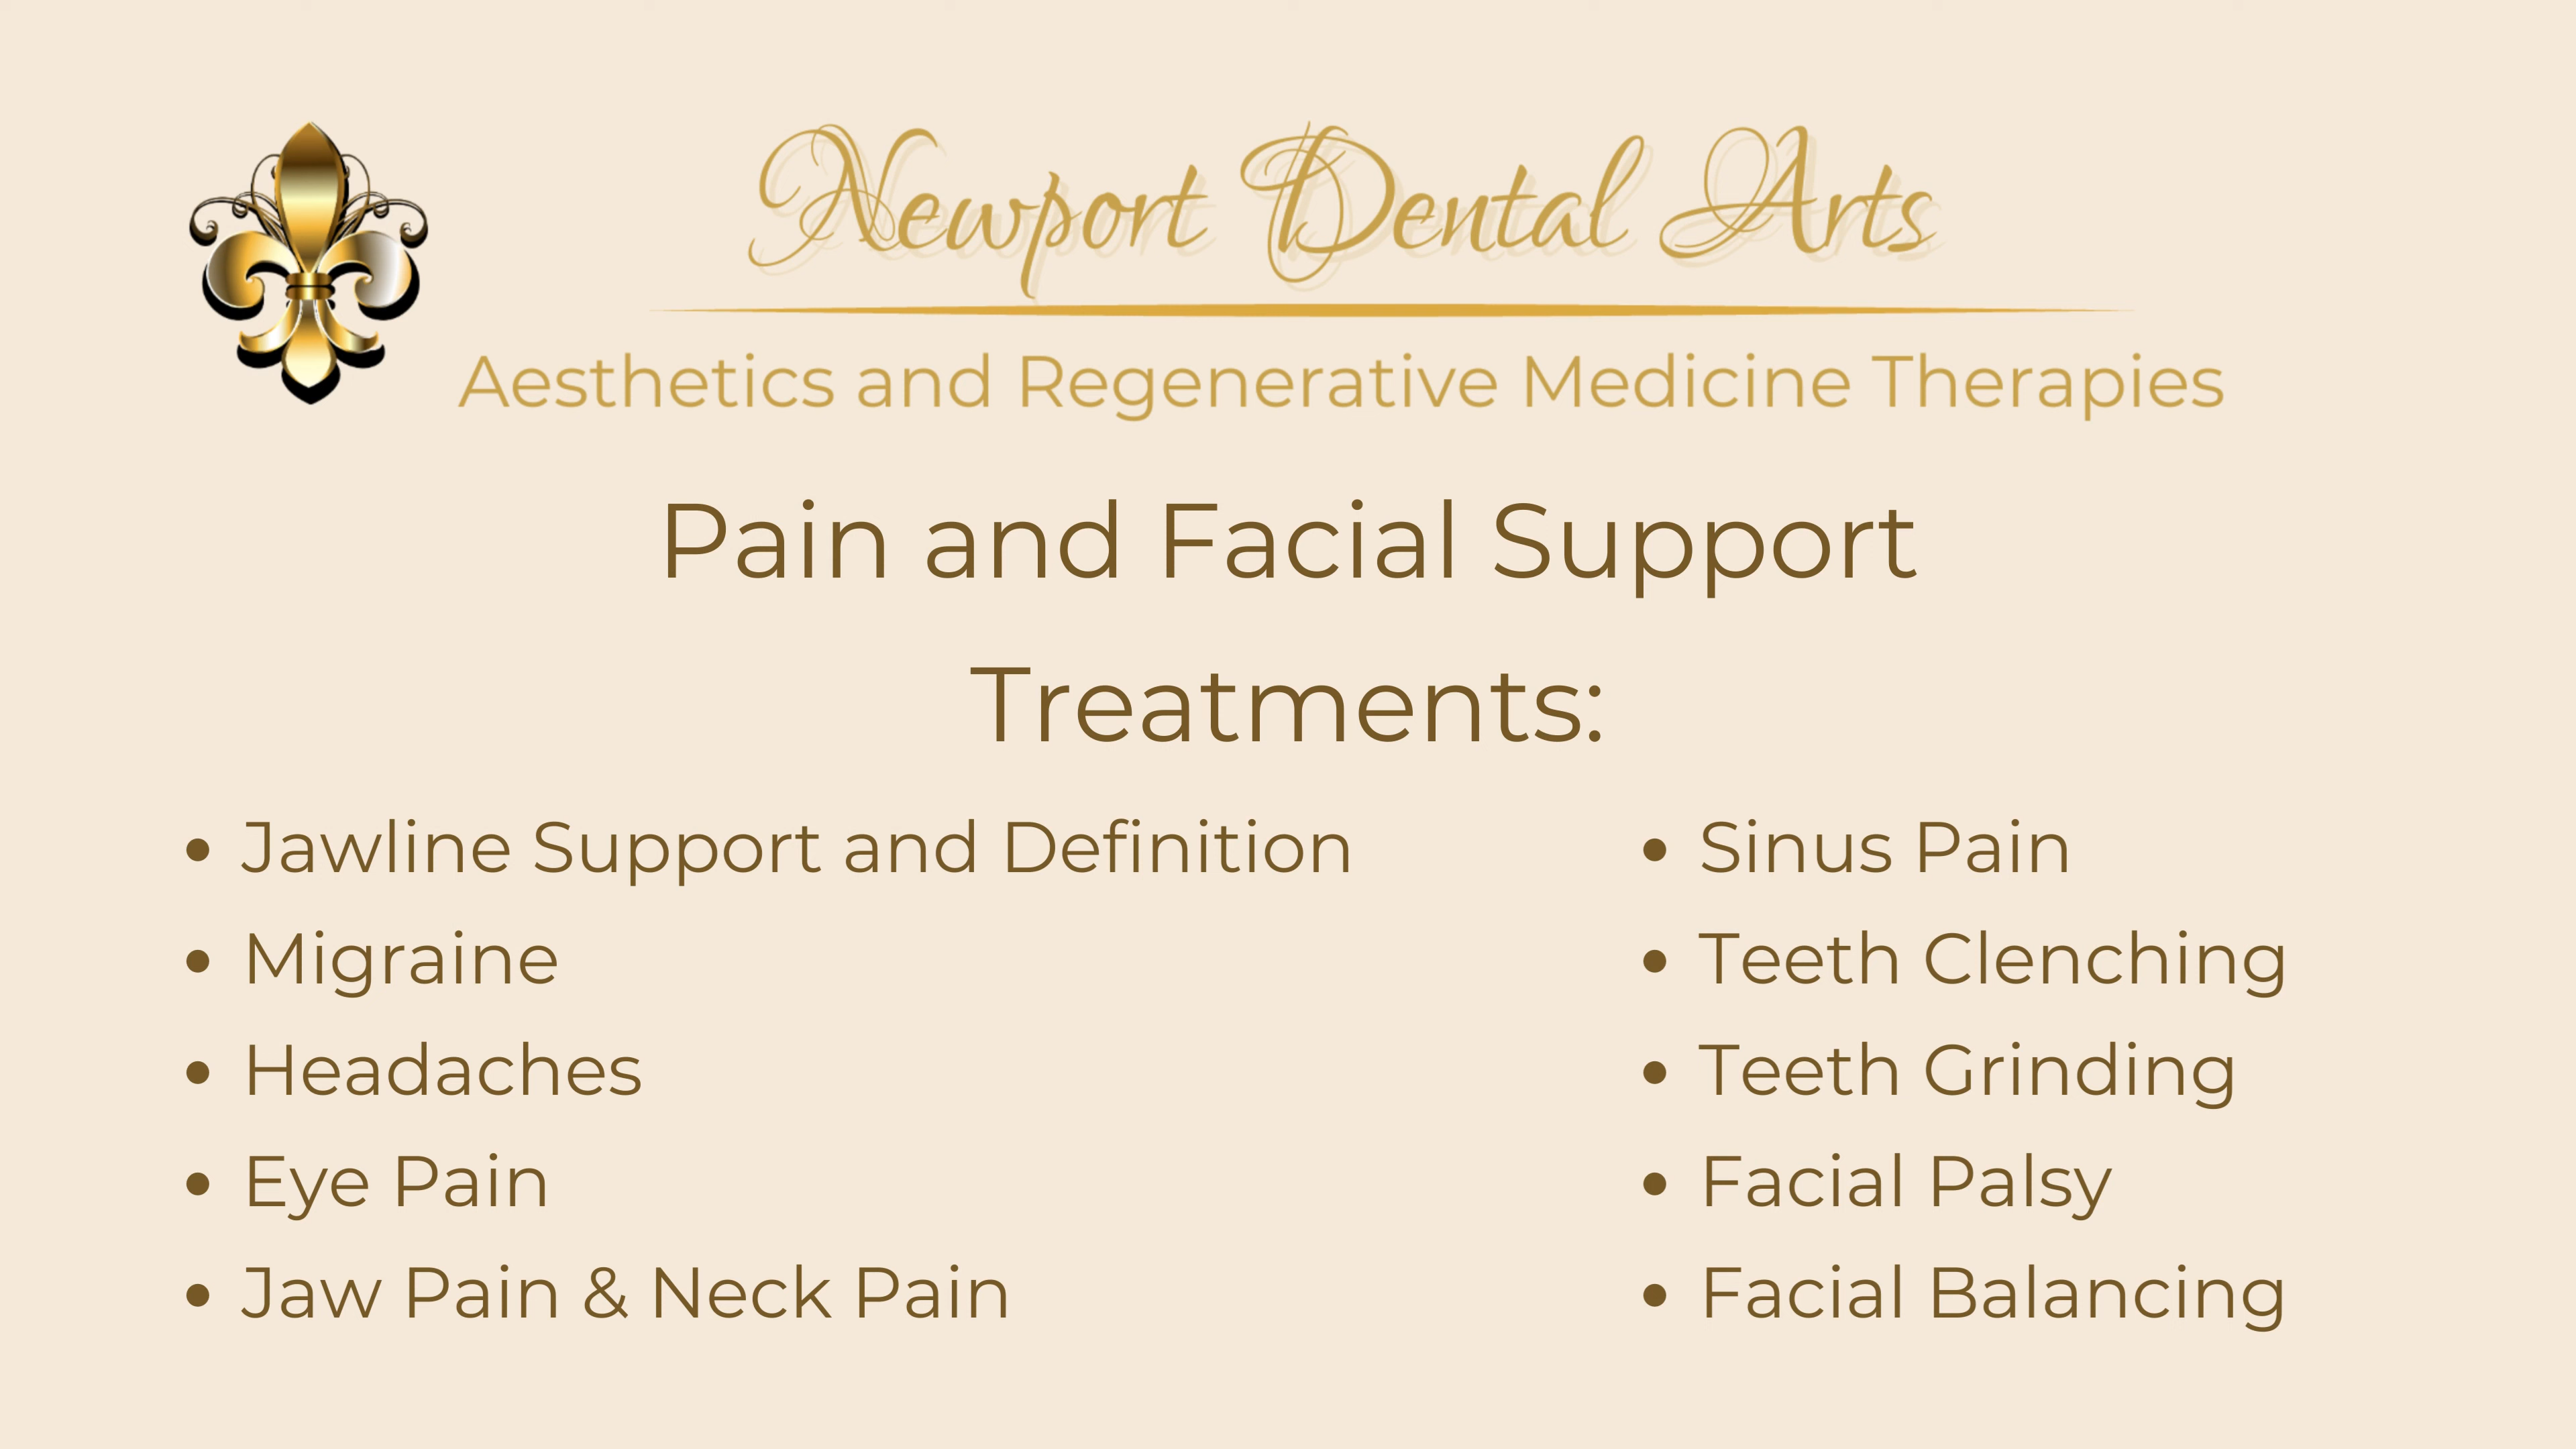 Newport Dental Arts
Aesthetics and Regenerative Medicine Therapies
Pain and Facial Support
Treatments:
• Jawline Support and Definition
• Migraine
• Headaches
• Eye Pain
• Jaw Pain & Neck Pain
• Sinus Pain
• Teeth Clenching
• Teeth Grinding
• Facial Palsy
• Facial Balancing